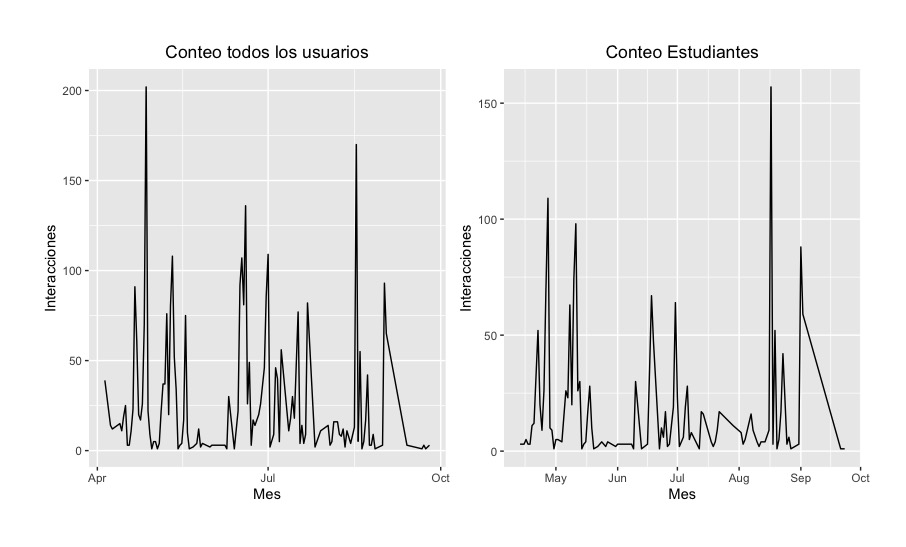 Conteo todos los usuarios
Interacciones
200
150
100
50
0
Apr Jul Oct
Mes
Conteo Estudiantes
Interacciones
150
100
50
0
May Jun Jul Aug Sep Oct
Mes